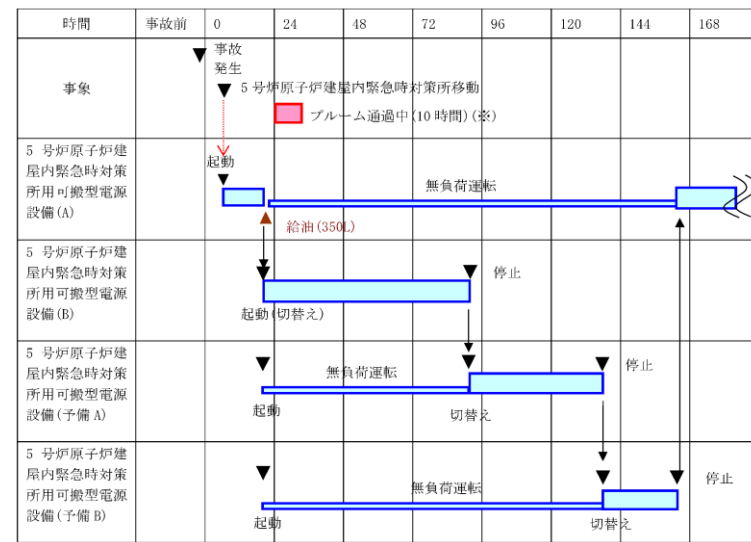 時間 事故前 0 24 48 72 96 120 144 168
事象
事故
発生
5号炉原子炉建屋内緊急時対策所移動
プルーム通過中(10時間)(※)
5 号炉原子炉建
屋内緊急時対策
所用可搬型電源
設備(A)
起動
無負荷運転
給油(350L)
5 号炉原子炉建
屋内緊急時対策
所用可搬型電源
設備(B)
停止
起動(切替え)
5 号炉原子炉建
屋内緊急時対策
所用可搬型電源
設備(予備A)
無負荷運転
停止
起動
切替え
5 号炉原子炉建
屋内緊急時対策
所用可搬型電源
設備(予備B)
無負荷運転
停止
起動
切替え